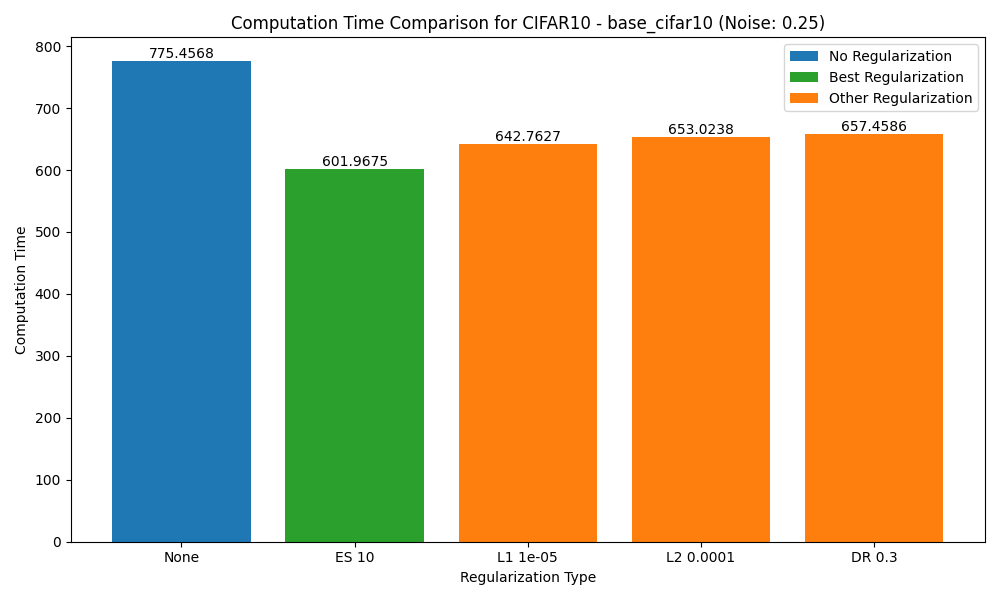 Computation Time Comparison for CIFAR10 - base_cifar10 (Noise: 0.25)
No Regularization
Best Regularization
Other Regularization
775.4568
601.9675
642.7627
653.0238
657.4586
800
700
600
500
400
300
200
100
0
Computation Time
None
ES 10
L1 1e-05
L2 0.0001
DR 0.3
Regularization Type